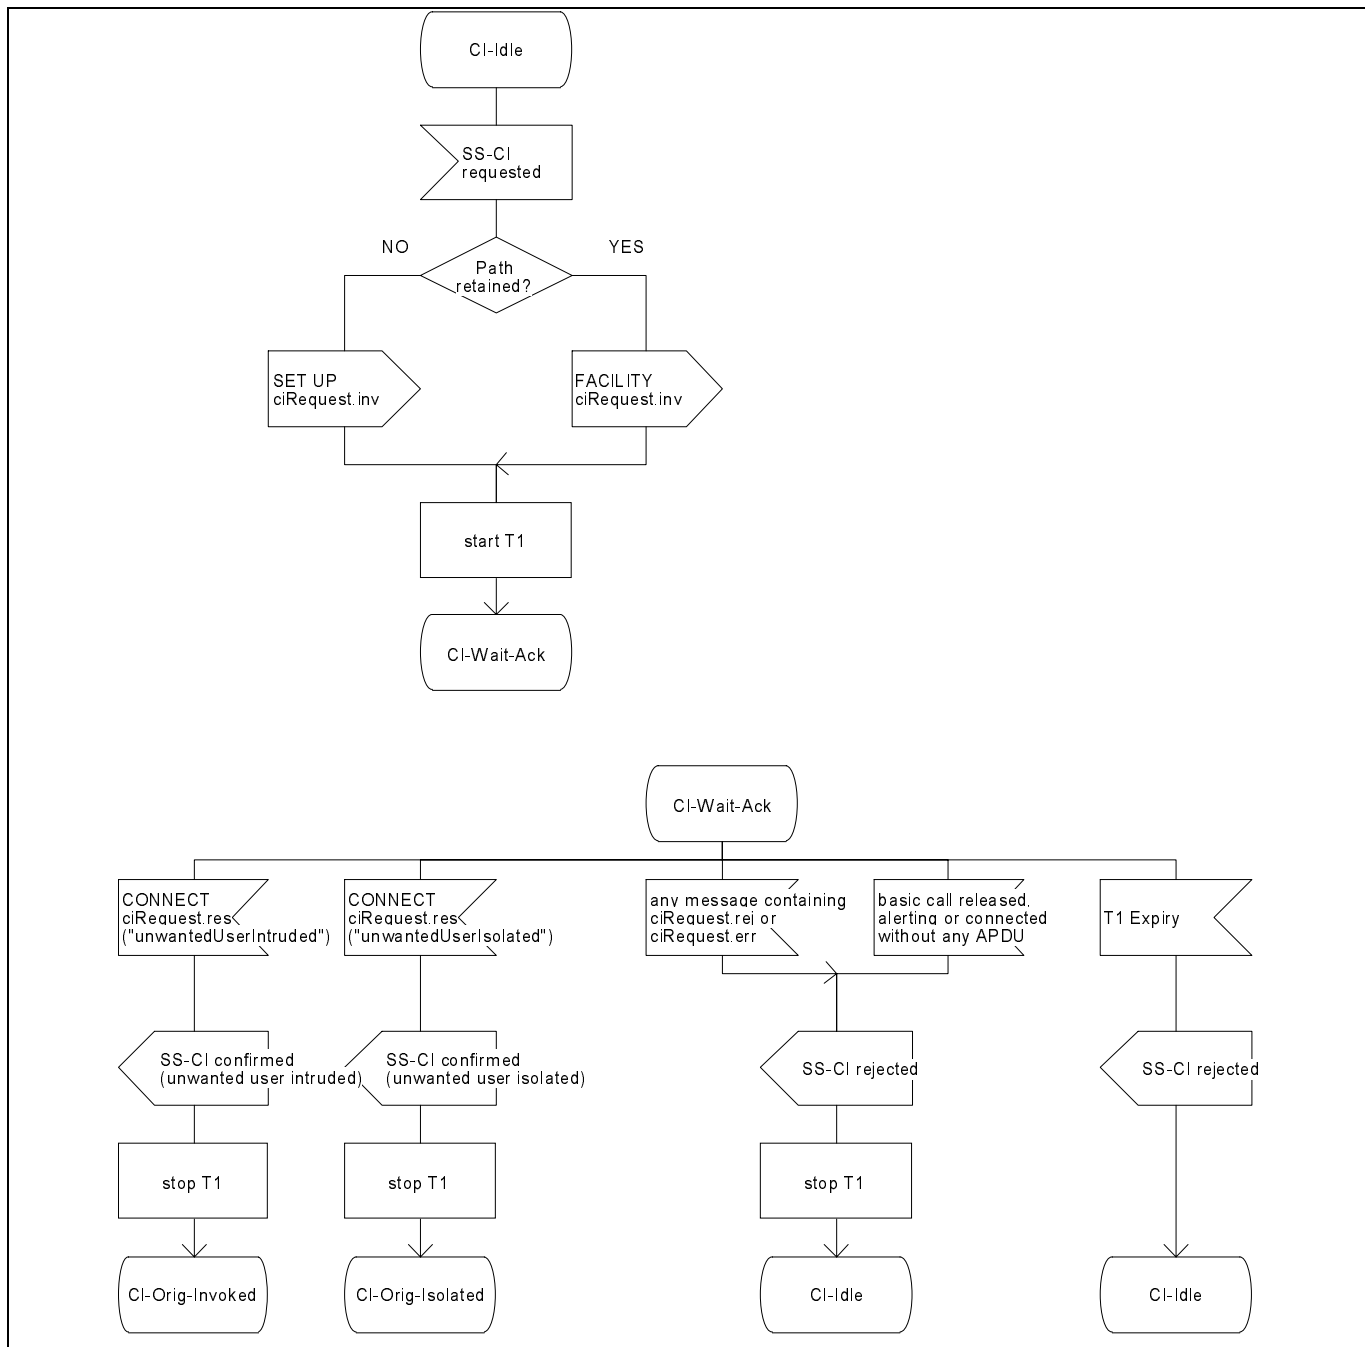 CI-Idle
SS-CI
requested
NO
YES
Path
retained?
SET UP
ciRequest.inv
FACILITY
ciRequest.inv
start T1
CI-Wait-Ack
CI-Wait-Ack
CONNECT
ciRequest.res
("unwantedUserIntruded")
CONNECT
ciRequest.res
("unwantedUserIsolated")
any message containing
ciRequest.rej or
ciRequest.err
basic call released,
alerting or connected
without any APDU
T1 Expiry
SS-CI confirmed
(unwanted user intruded)
SS-CI confirmed
(unwanted user isolated)
SS-CI rejected
SS-CI rejected
stop T1
stop T1
stop T1
CI-Orig-Invoked
CI-Orig-Isolated
CI-Idle
CI-Idle